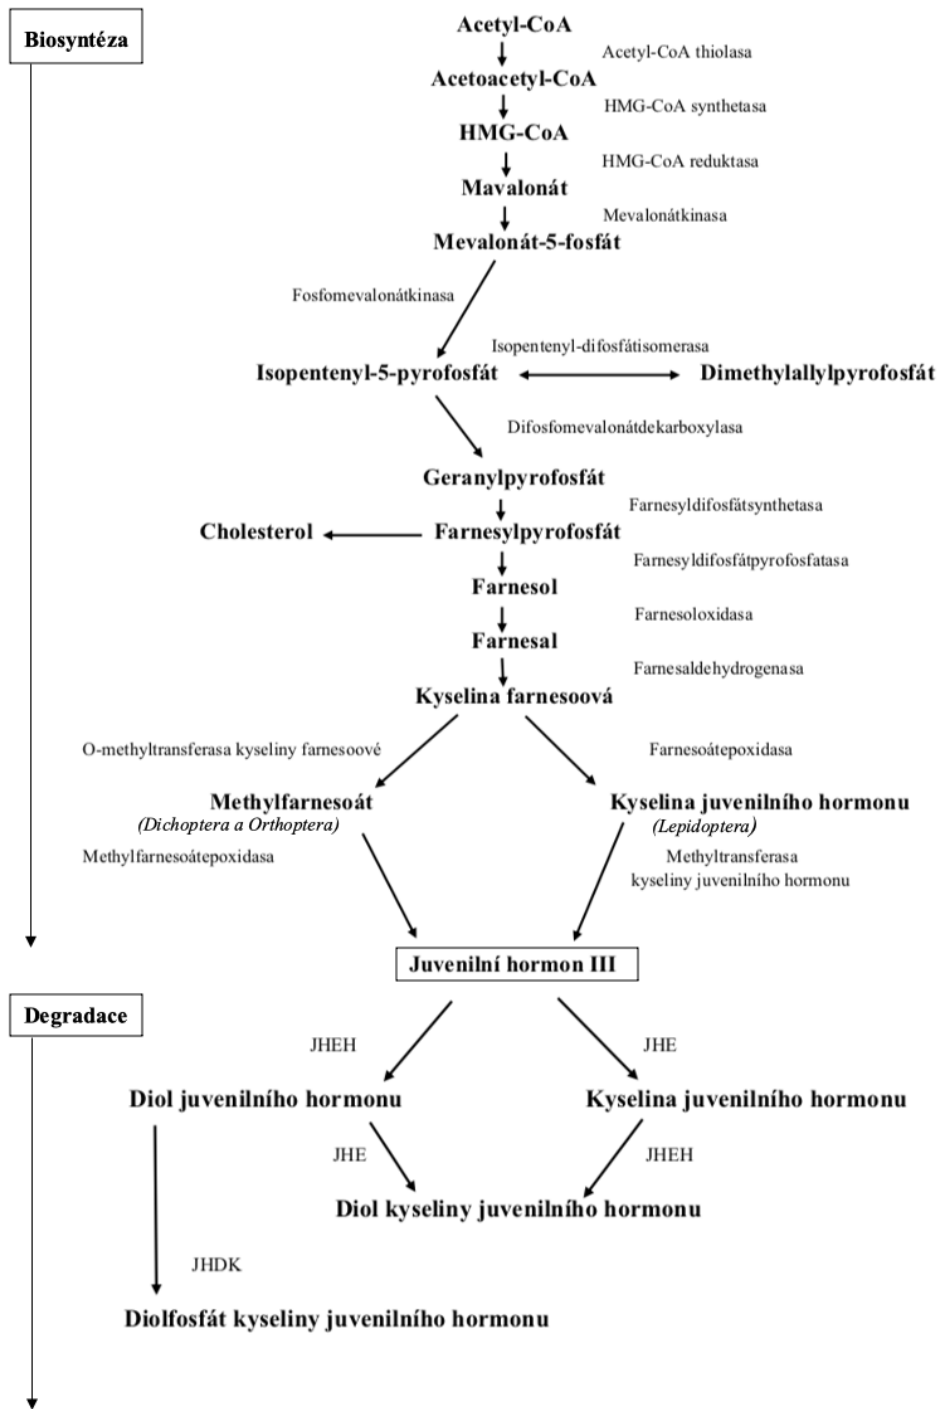 Biosyntéza
Acetyl-CoA
Acetyl-CoA thiolasa
Acetoacetyl-CoA
HMG-CoA synthetasa
HMG-CoA
HMG-CoA reduktasa
Mavalonát
Mevalonátkinasa
Mevalonát-5-fosfát
Fosfomevalonátkinasa
Isopentenyl-difosfátisomerasa
Isopentenyl-5-pyrofosfát
Dimethylallylpyrofosfát
Difosfomevalonátdekarboxylasa
Geranylpyrofosfát
Farnesyldifosfátsynthetasa
Cholesterol
Farnesylpyrofosfát
Farnesyldifosfátpyrofosfatasa
Farnesol
Farnesoloxidasa
Farnesal
Farnesaldehydrogenasa
Kyselina farnesoová
O-methyltransferasa kyseliny farnesoové
Farnesoátepoxidasa
Methylfarnesoát
Kyselina juvenilního hormonu
(Dichoptera a Orthoptera)
(Lepidoptera)
Methylfarnesoátepoxidasa
Methyltransferasa
kyseliny juvenilního hormonu
Juvenilní hormon III
Degradace
JHEH
JHE
Diol juvenilního hormonu
Kyselina juvenilního hormonu
JHE
JHEH
Diol kyseliny juvenilního hormonu
JHDK
Diolfosfát kyseliny juvenilního hormonu